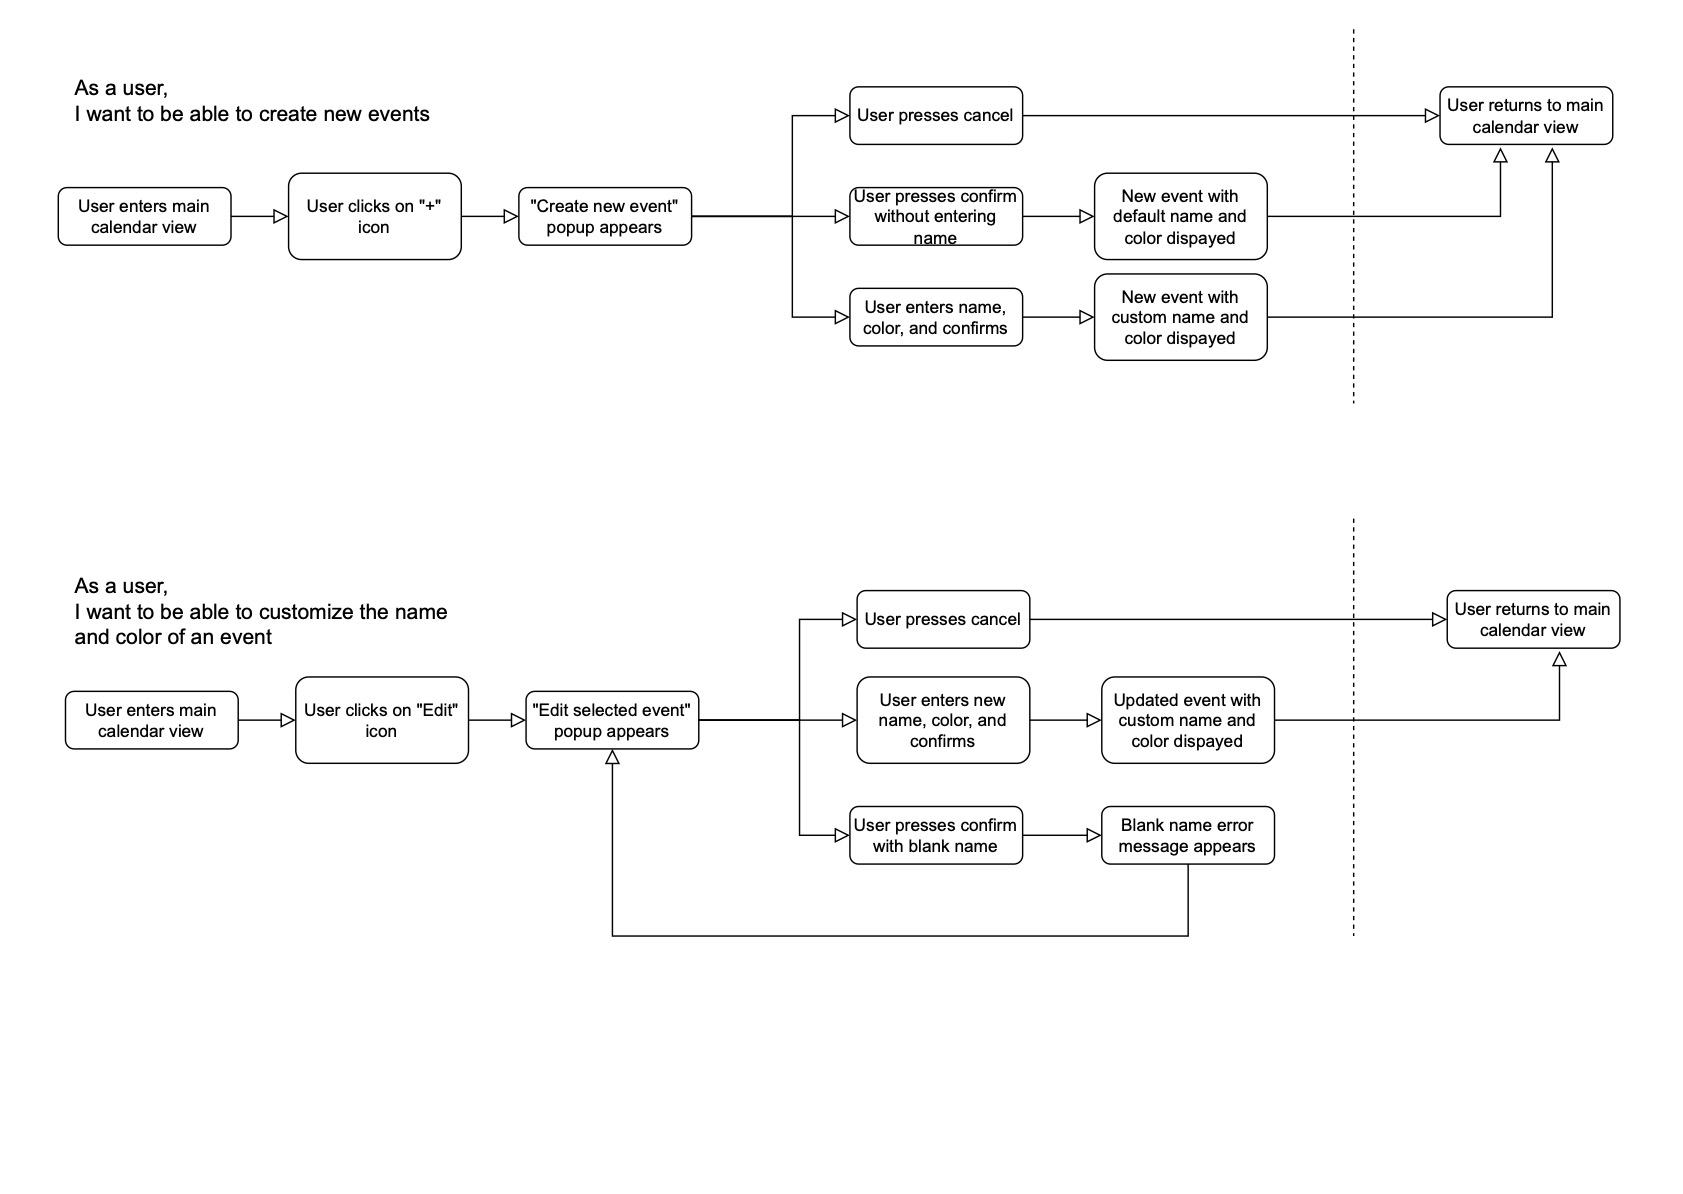 As a user,
I want to be able to create new events
User enters main
calendar view
User clicks on "+"
icon
"Create new event"
popup appears
User presses cancel
User returns to main
calendar view
User presses confirm
without entering
name
New event with
default name and
color dispayed
User enters name,
color, and confirms
New event with
custom name and
color dispayed
As a user,
I want to be able to customize the name
and color of an event
User enters main
calendar view
User clicks on "Edit"
icon
"Edit selected event"
popup appears
User presses cancel
User returns to main
calendar view
User enters new
name, color, and
confirms
Updated event with
custom name and
color dispayed
User presses confirm
with blank name
Blank name error
message appears